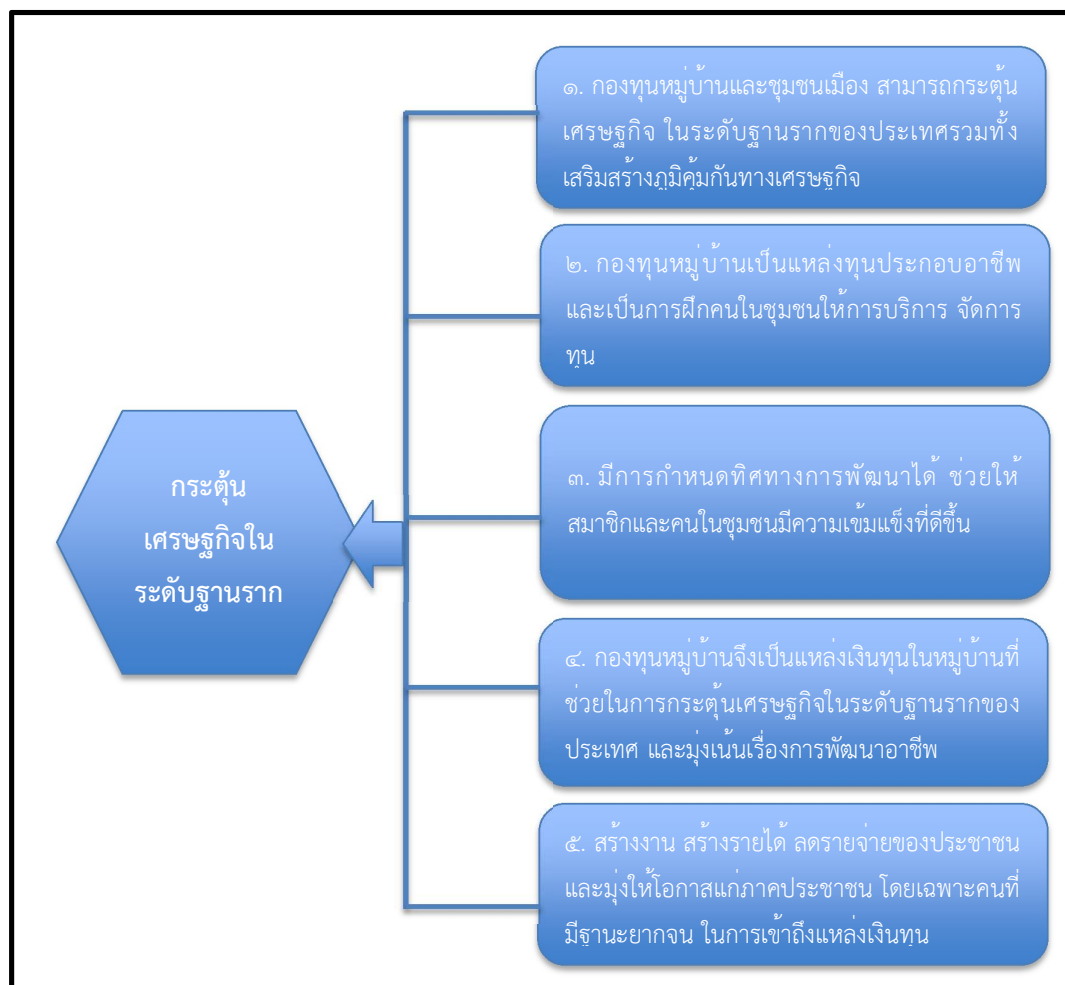 ๑. กองทุนหมู่บ้านและชุมชนเมือง สามารถกระตุ้น
เศรษฐกิจ ในระดับฐานรากของประเทศรวมทั้ง
เสริมสร้างภูมิคุ้มกันทางเศรษฐกิจ
๒. กองทุนหมู่บ้านเป็นแหล่งทุนประกอบอาชีพ
และเป็นการฝึกคนในชุมชนให้การบริการ จัดการ
ทุน
กระตุ้น
เศรษฐกิจใน
ระดับฐานราก
๓. มีการกำหนดทิศทางการพัฒนาได้ ช่วยให้
สมาชิกและคนในชุมชนมีความเข้มแข็งที่ดีขึ้น
๔. กองทุนหมู่บ้านจึงเป็นแหล่งเงินทุนในหมู่บ้านที่
ช่วยในการกระตุ้นเศรษฐกิจในระดับฐานรากของ
ประเทศ และมุ่งเน้นเรื่องการพัฒนาอาชีพ
๕. สร้างงาน สร้างรายได้ ลดรายจ่ายของประชาชน
และมุ่งให้โอกาสแก่ภาคประชาชน โดยเฉพาะคนที่
มีฐานะยากจน ในการเข้าถึงแหล่งเงินทุน